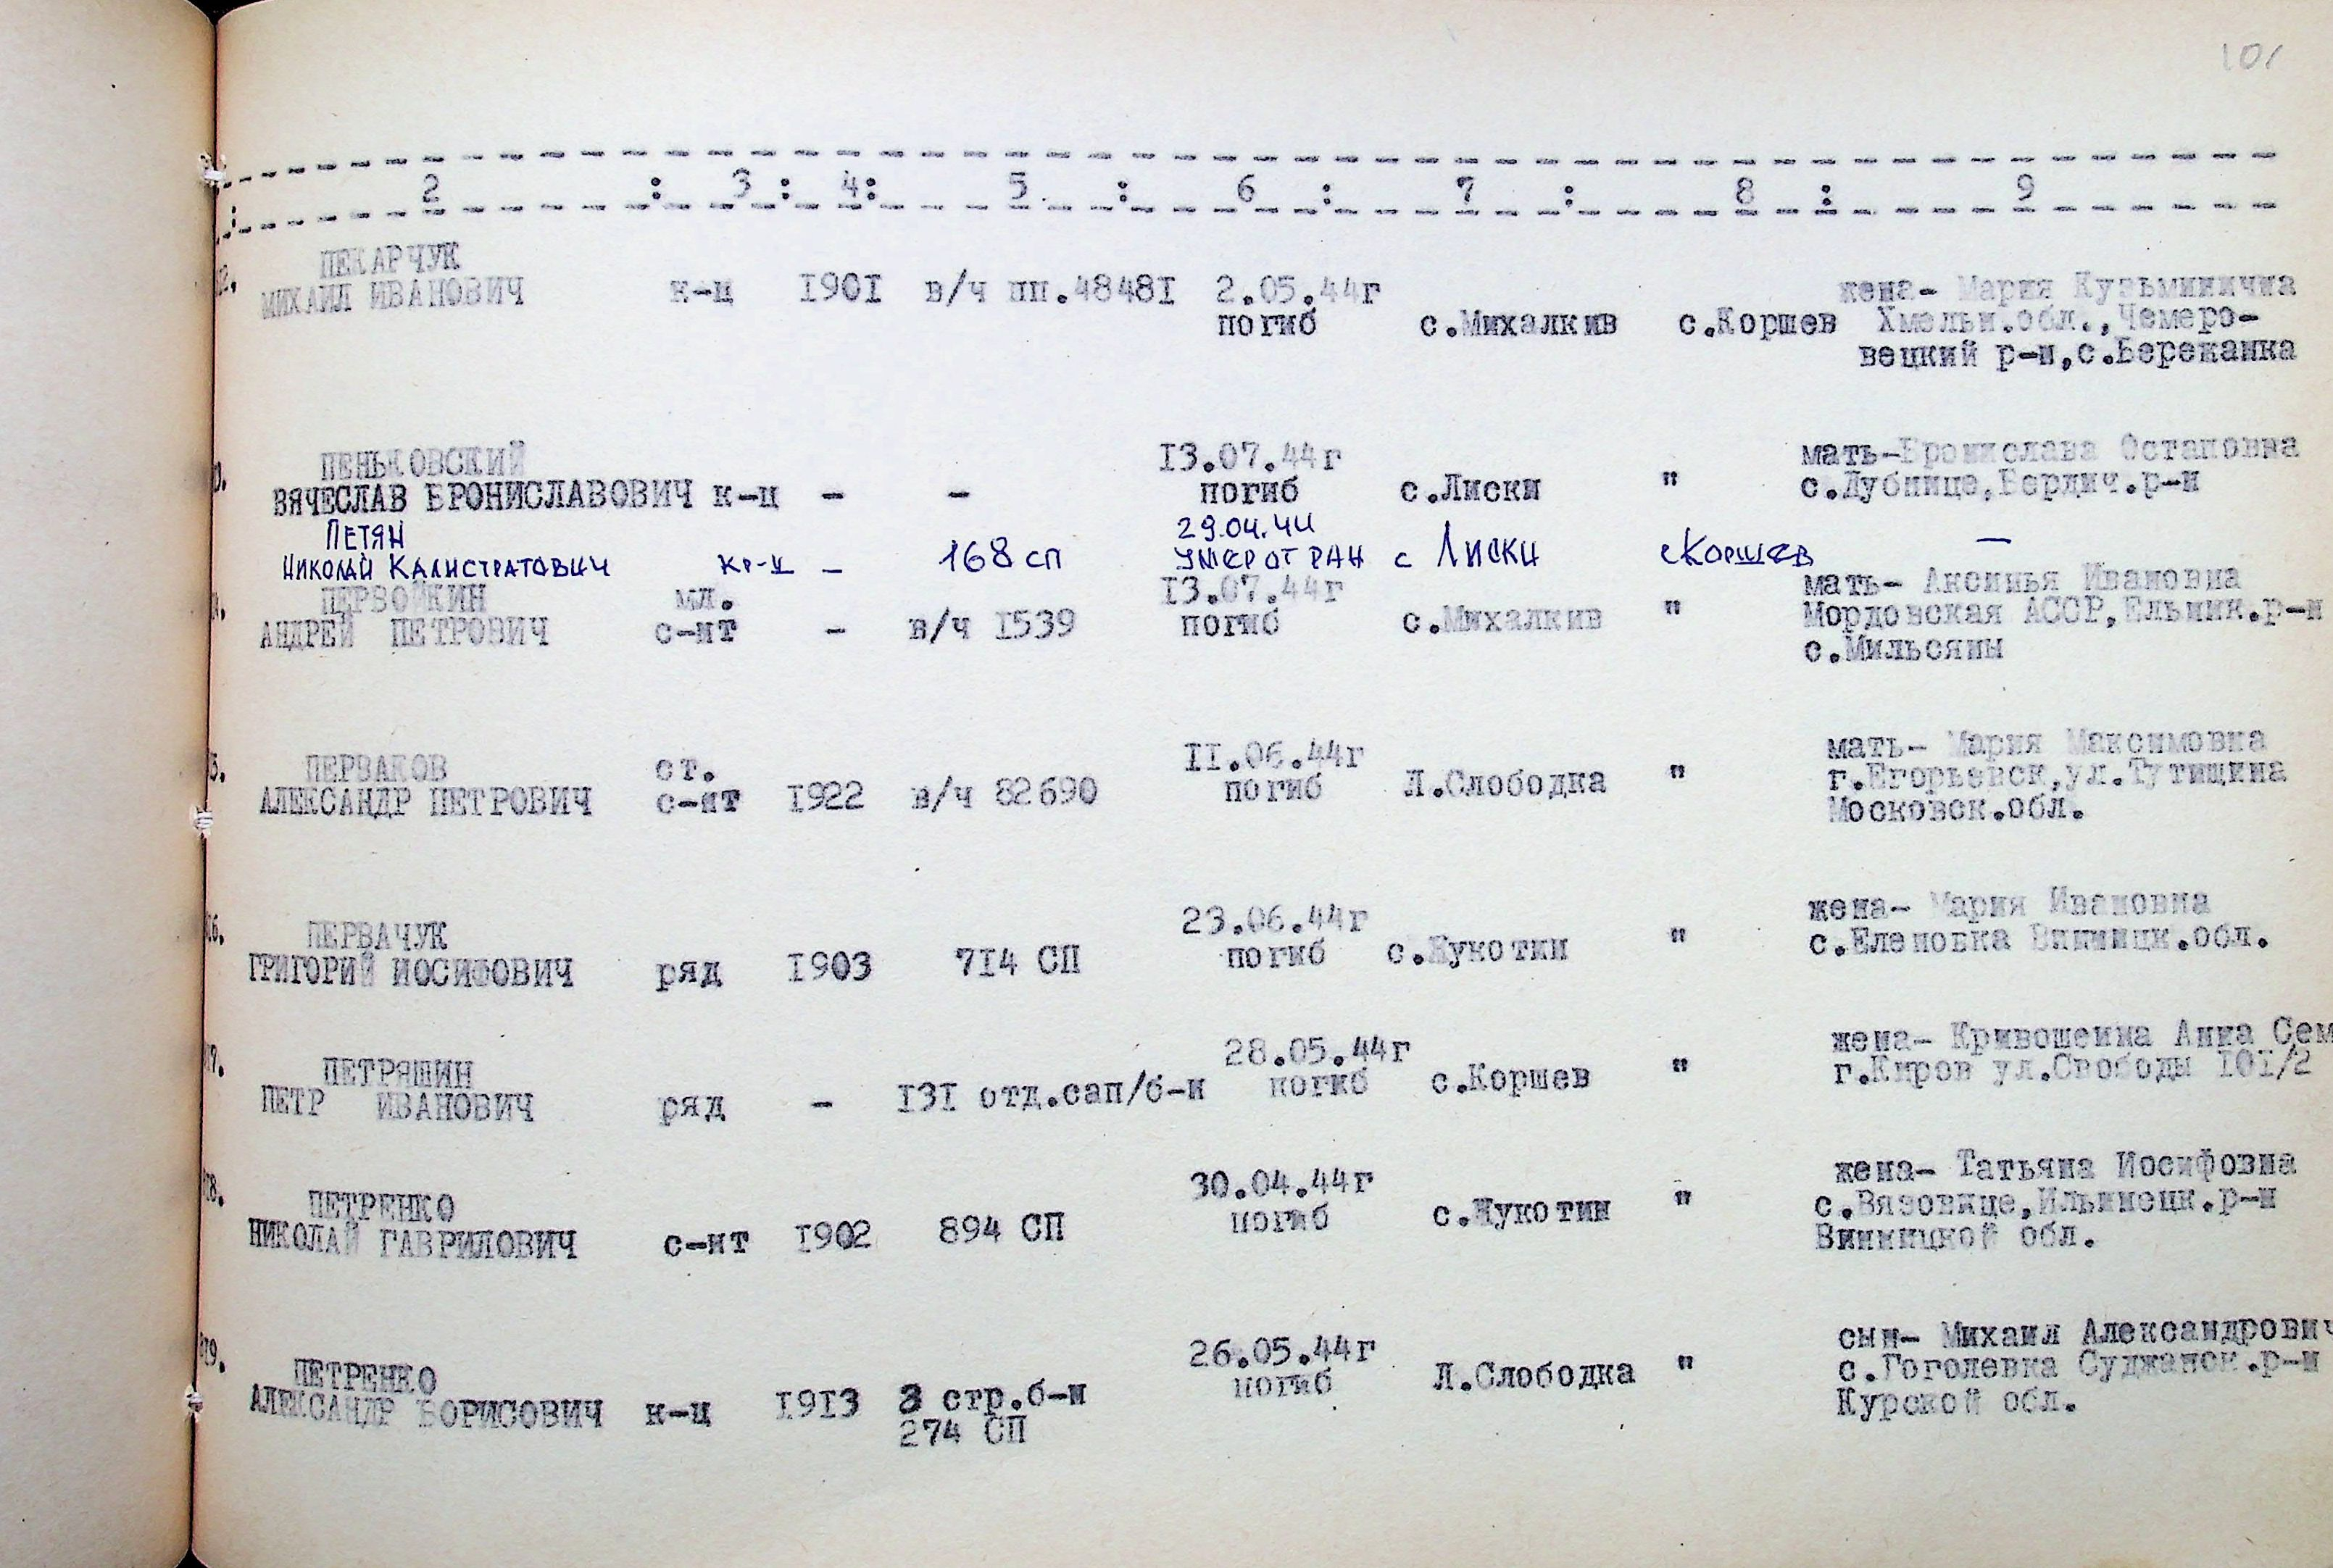 101
2 : 3 : 4: 5 : 6 : 7 : 8 : 9
ПЕКАРЧУК
МИХАИЛ ИВАНОВИЧ к-ц 1901 в/ч пп.48481 2.05.44г жена- Мария Кузьминична
погиб с.Михалкив с.Коршев Хмельн.обл.,Чемеро-
вецкий р-н,с.Бережанка
ПЕНЬКОВСКИЙ 13.07.44г мать-Бронислава Остаповна
ВЯЧЕСЛАВ БРОНИСЛАВОВИЧ к-ц - - погиб с.Лиски " с.Дубнице,Бердич.р-н
ПЕТЯН 29.04.44
НИКОЛАЙ КАЛИСТРАТОВИЧ кр-ц - 168 сп УМЕР ОТ РАН с Лиски с Коршев -
ПЕРВОЙКИН мл. 13.07.44г мать- Аксинья Ивановна
АНДРЕЙ ПЕТРОВИЧ с-нт - в/ч 1539 погиб с.Михалкив " Мордовская АССР,Ельник.р-н
с.Мильсяны
ПЕРВАКОВ ст. 11.06.44г мать- Мария Максимовна
АЛЕКСАНДР ПЕТРОВИЧ с-нт 1922 в/ч 82690 погиб Л.Слободка " г.Егорьевск,ул.Тутищина
Московск.обл.
ПЕРВАЧУК 23.06.44г жена- Мария Ивановна
ГРИГОРИЙ ИОСИФОВИЧ ряд 1903 714 СП погиб с.Жукотин " с.Еленовка Винницк.обл.
ПЕТРЯШИН 28.05.44г жена- Кривошеина Анна Сем
ПЕТР ИВАНОВИЧ ряд - 131 отд.сап/б-н погиб с.Коршев " г.Киров ул.Свободы 101/2
ПЕТРЕНКО 30.04.44г жена- Татьяна Иосифовна
НИКОЛАЙ ГАВРИЛОВИЧ с-нт 1902 894 СП погиб с.Жукотин " с.Вязовице,Ильинецк.р-н
Винницкой обл.
ПЕТРЕНКО 26.05.44г сын- Михаил Александрович
АЛЕКСАНДР БОРИСОВИЧ к-ц 1913 3 стр.б-н погиб Л.Слободка " с.Гоголевка Суджанск.р-н
274 СП Курской обл.